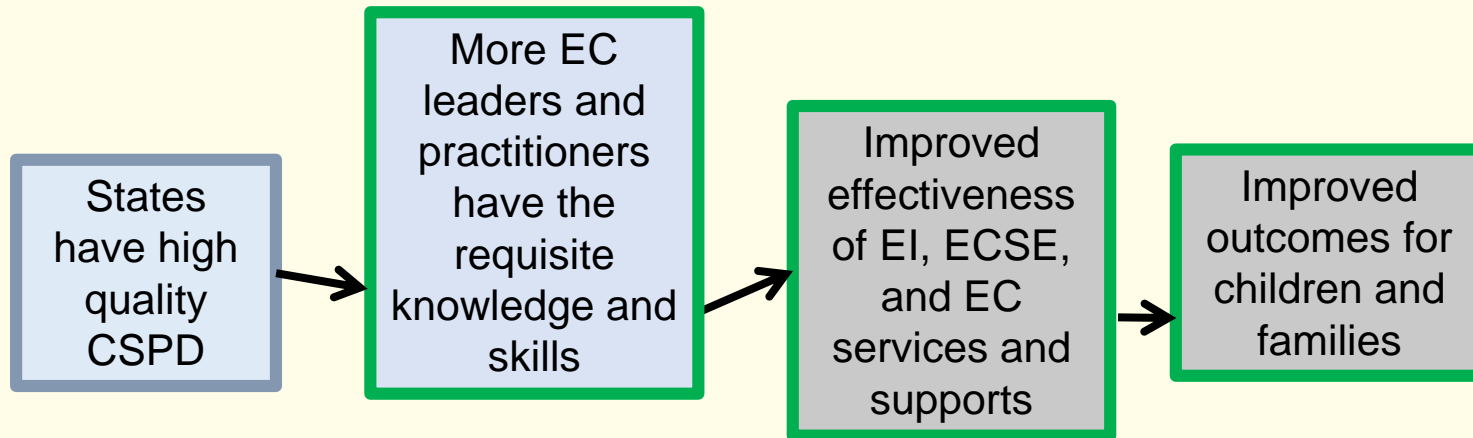 States
have high
quality
CSPD
More EC
leaders and
practitioners
have the
requisite
knowledge and
skills
Improved
effectiveness
of EI, ECSE,
and EC
services and
supports
Improved
outcomes for
children and
families